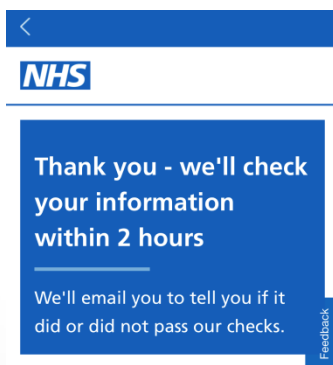 NHS
Thank you - we'll check
your information
within 2 hours
We'll email you to tell you if it
did or did not pass our checks.
Feedback